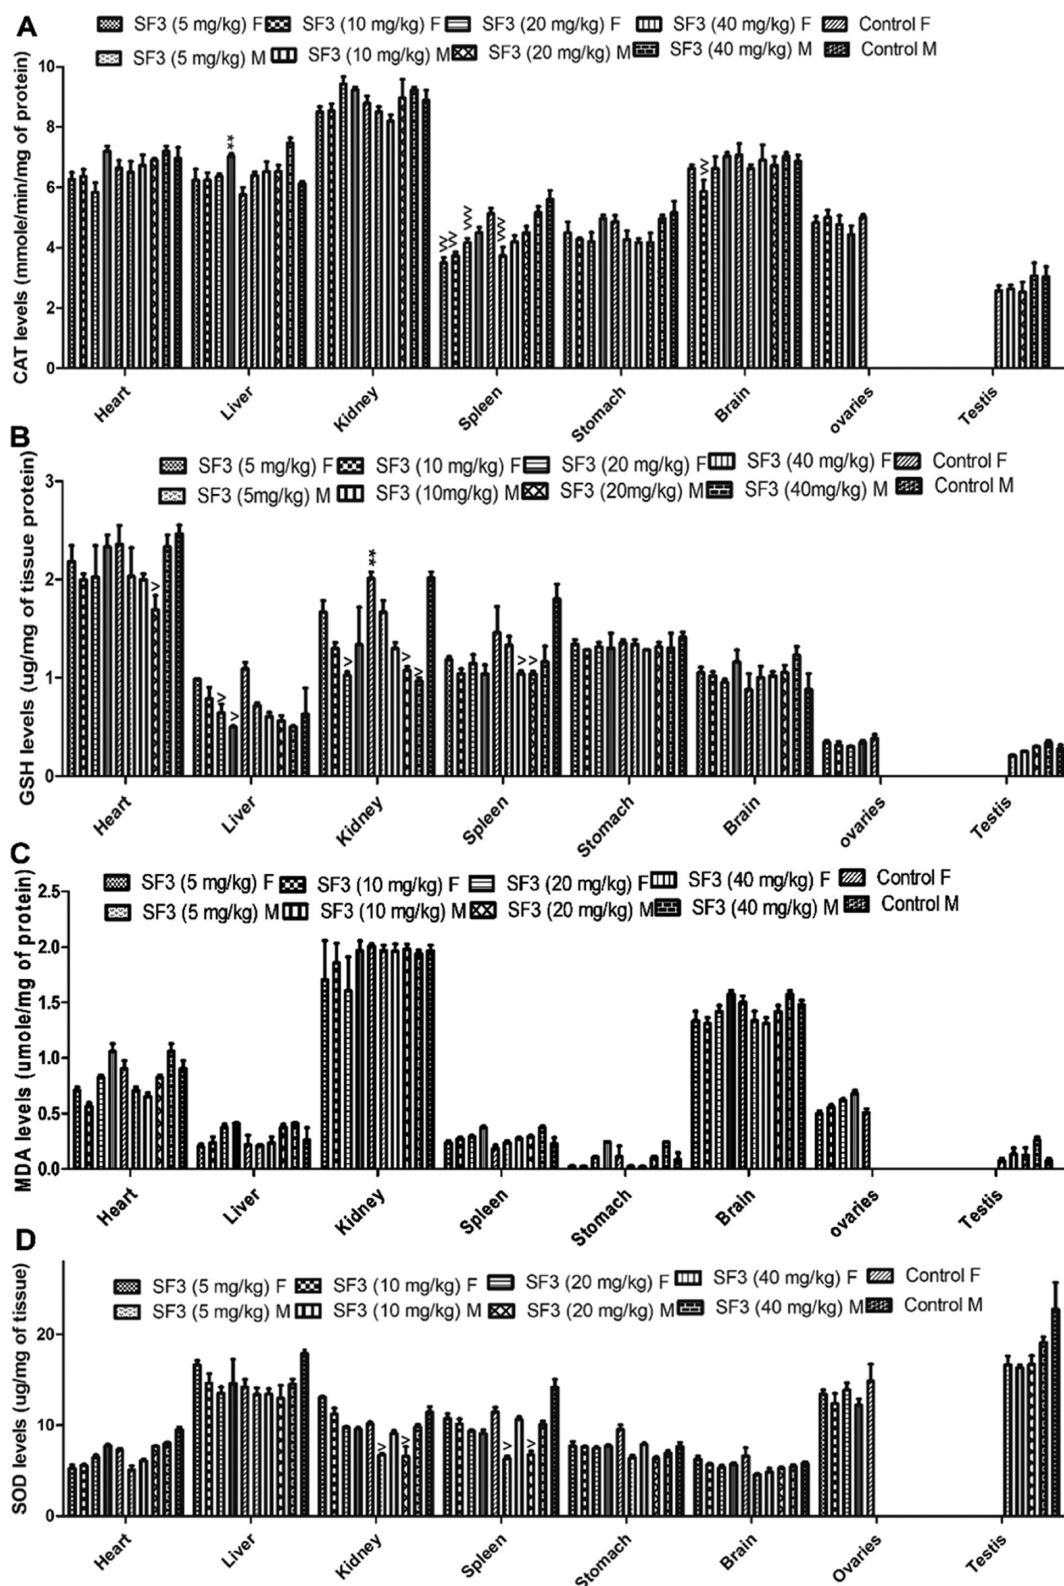 A
SF3 (5 mg/kg) F SF3 (10 mg/kg) F SF3 (20 mg/kg) F SF3 (40 mg/kg) F Control F
SF3 (5 mg/kg) M SF3 (10 mg/kg) M SF3 (20 mg/kg) M SF3 (40 mg/kg) M Control M
CAT levels (mmole/min/mg of protein)
10
8
6
4
2
0
**
vv
vvv
vvv
vvv
vv
Heart Liver Kidney Spleen Stomach Brain ovaries Testis
B
SF3 (5 mg/kg) F SF3 (10 mg/kg) F SF3 (20 mg/kg) F SF3 (40 mg/kg) F Control F
SF3 (5mg/kg) M SF3 (10mg/kg) M SF3 (20mg/kg) M SF3 (40mg/kg) M Control M
GSH levels (ug/mg of tissue protein)
3
2
1
0
v
v
v
v
**
v
v
v
v
Heart Liver Kidney Spleen Stomach Brain ovaries Testis
C
SF3 (5 mg/kg) F SF3 (10 mg/kg) F SF3 (20 mg/kg) F SF3 (40 mg/kg) F Control F
SF3 (5 mg/kg) M SF3 (10 mg/kg) M SF3 (20 mg/kg) M SF3 (40 mg/kg) M Control M
MDA levels (umole/mg of protein)
2.5
2.0
1.5
1.0
0.5
0.0
Heart Liver Kidney Spleen Stomach Brain ovaries Testis
D
SF3 (5 mg/kg) F SF3 (10 mg/kg) F SF3 (20 mg/kg) F SF3 (40 mg/kg) F Control F
SF3 (5 mg/kg) M SF3 (10 mg/kg) M SF3 (20 mg/kg) M SF3 (40 mg/kg) M Control M
SOD levels (ug/mg of tissue)
20
10
0
v
v
v
v
Heart Liver Kidney Spleen Stomach Brain Ovaries Testis